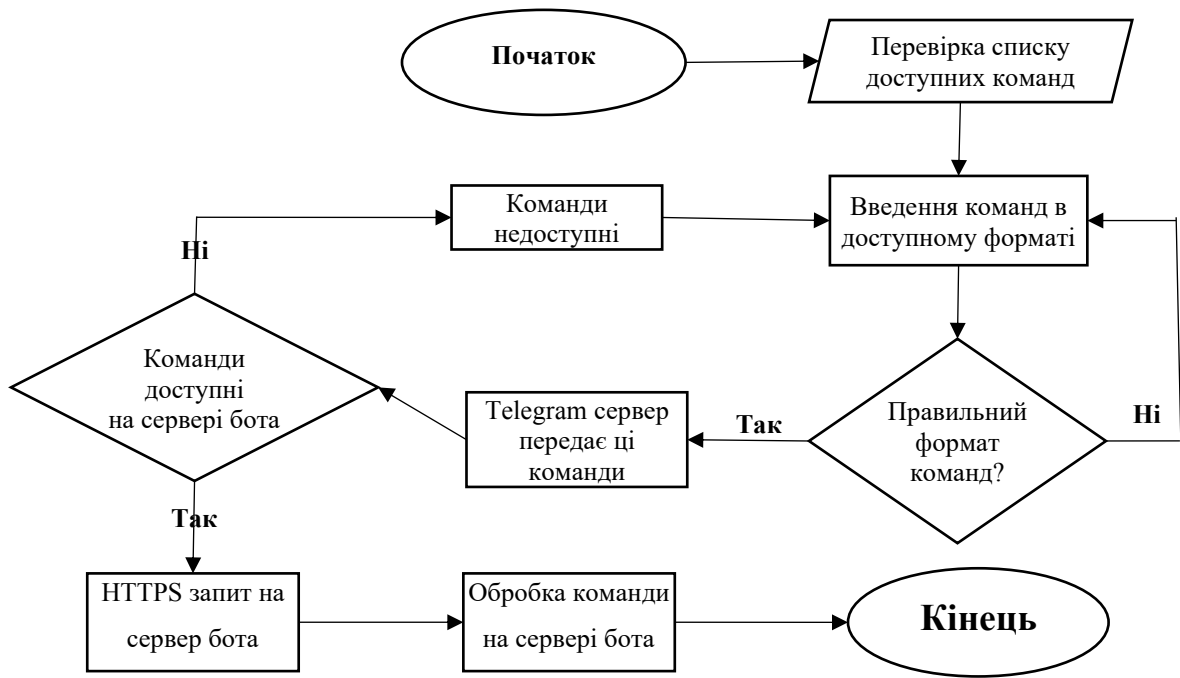 Початок
Перевірка списку
доступних команд
Команди
недоступні
Введення команд в
доступному форматі
Ні
Команди
доступні
на сервері бота
Telegram сервер
передає ці
команди
Так
Правильний
формат
команд?
Ні
Так
HTTPS запит на
сервер бота
Обробка команди
на сервері бота
Кінець